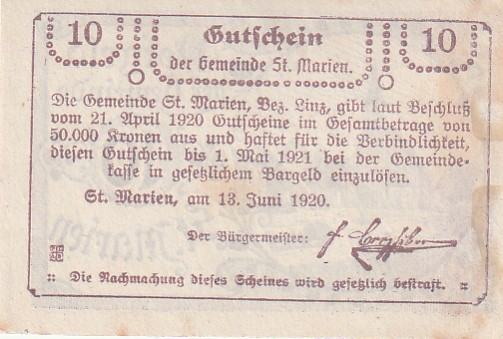 10 Gutschein 10
der Gemeinde St. Marien.
Die Gemeinde St. Marien, Bez. Linz, gibt laut Beschluß
vom 21. April 1920 Gutscheine im Gesamtbetrage von
50.000 Kronen aus und haftet für die Verbindlichkeit,
diesen Gutschein bis 1. Mai 1921 bei der Gemeinde-
kasse in gesetzlichem Bargeld einzulösen.
St. Marien, am 13. Juni 1920.
Der Bürgermeister:
:: Die Nachmachung dieses Scheines wird gesetzlich bestraft. ::